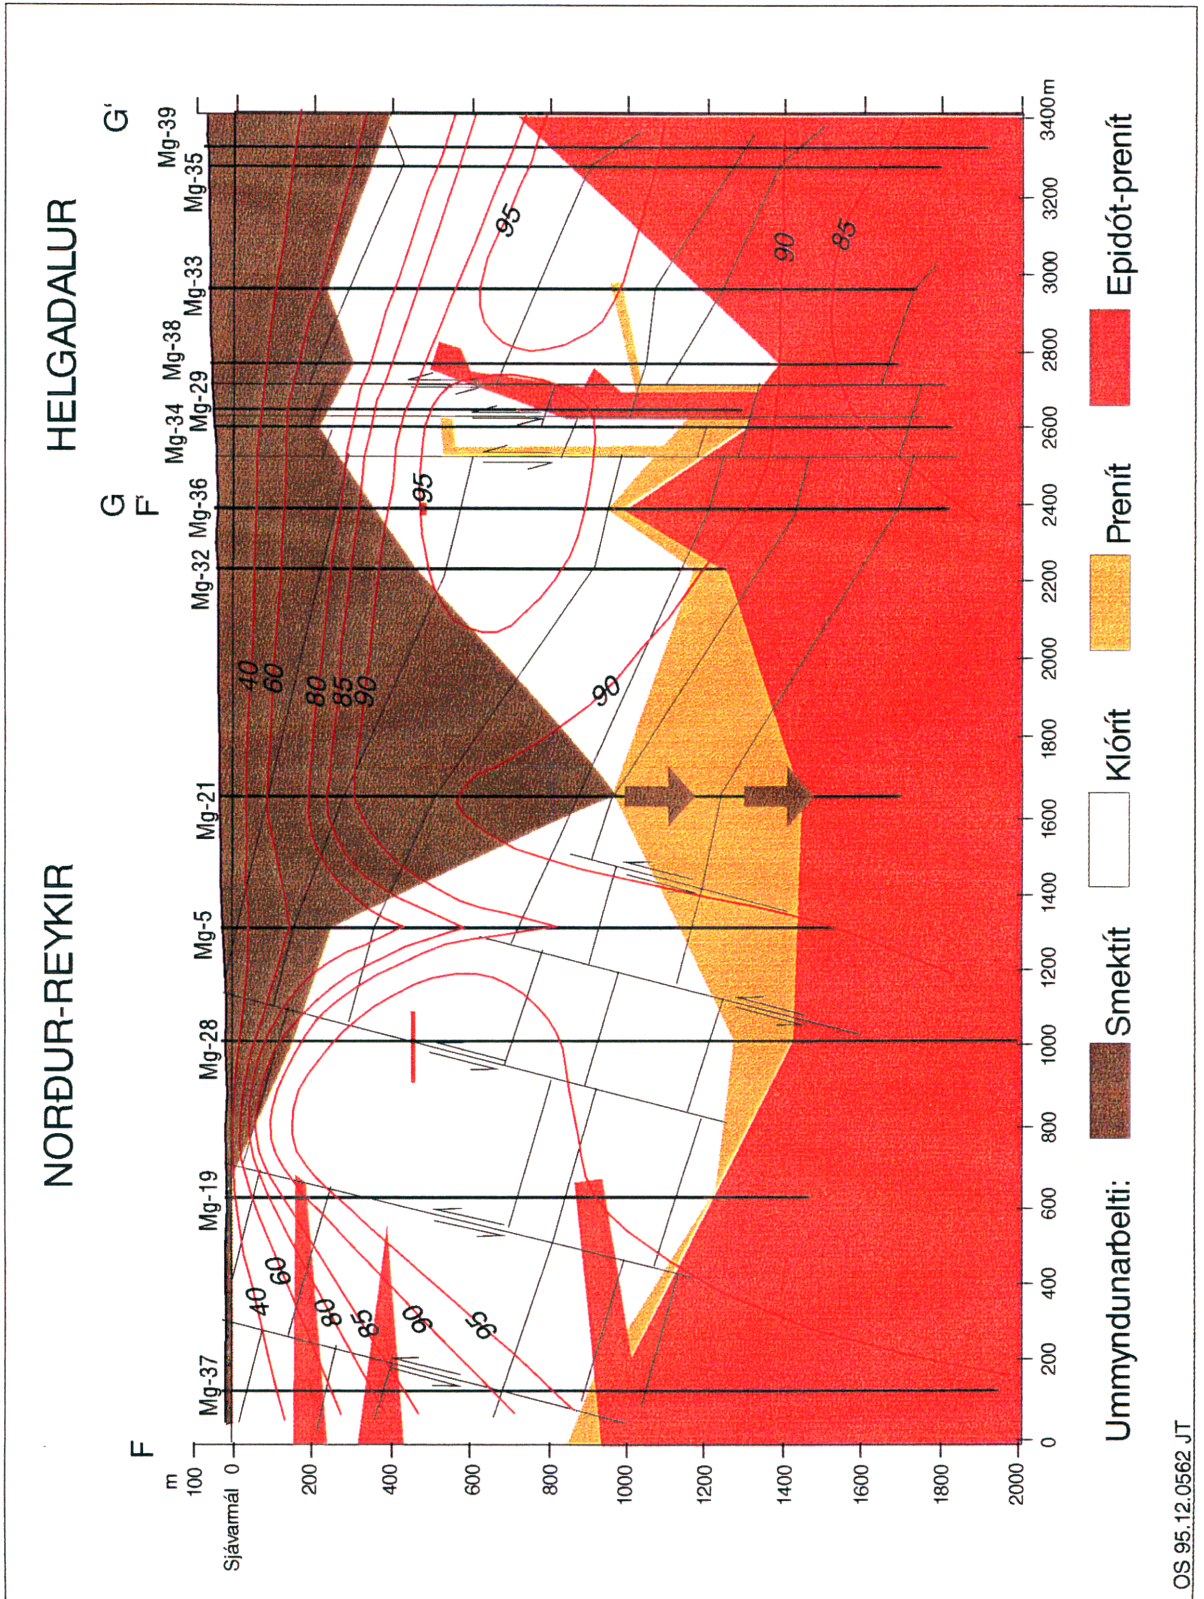 NORÐUR-REYKIR
HELGADALUR
F
G
F'
G'
Mg-37
Mg-19
Mg-28
Mg-5
Mg-21
Mg-32
Mg-36
Mg-34
Mg-29
Mg-38
Mg-33
Mg-35
Mg-39
m
100
Sjávarmál 0
200
400
600
800
1000
1200
1400
1600
1800
2000
40
60
80
85
90
95
40
60
80
85
90
90
95
95
90
85
0
200
400
600
800
1000
1200
1400
1600
1800
2000
2200
2400
2600
2800
3000
3200
3400m
Ummyndunarbelti:
Smektít
Klórít
Prenít
Epidót-prenít
OS 95.12.0562 JT